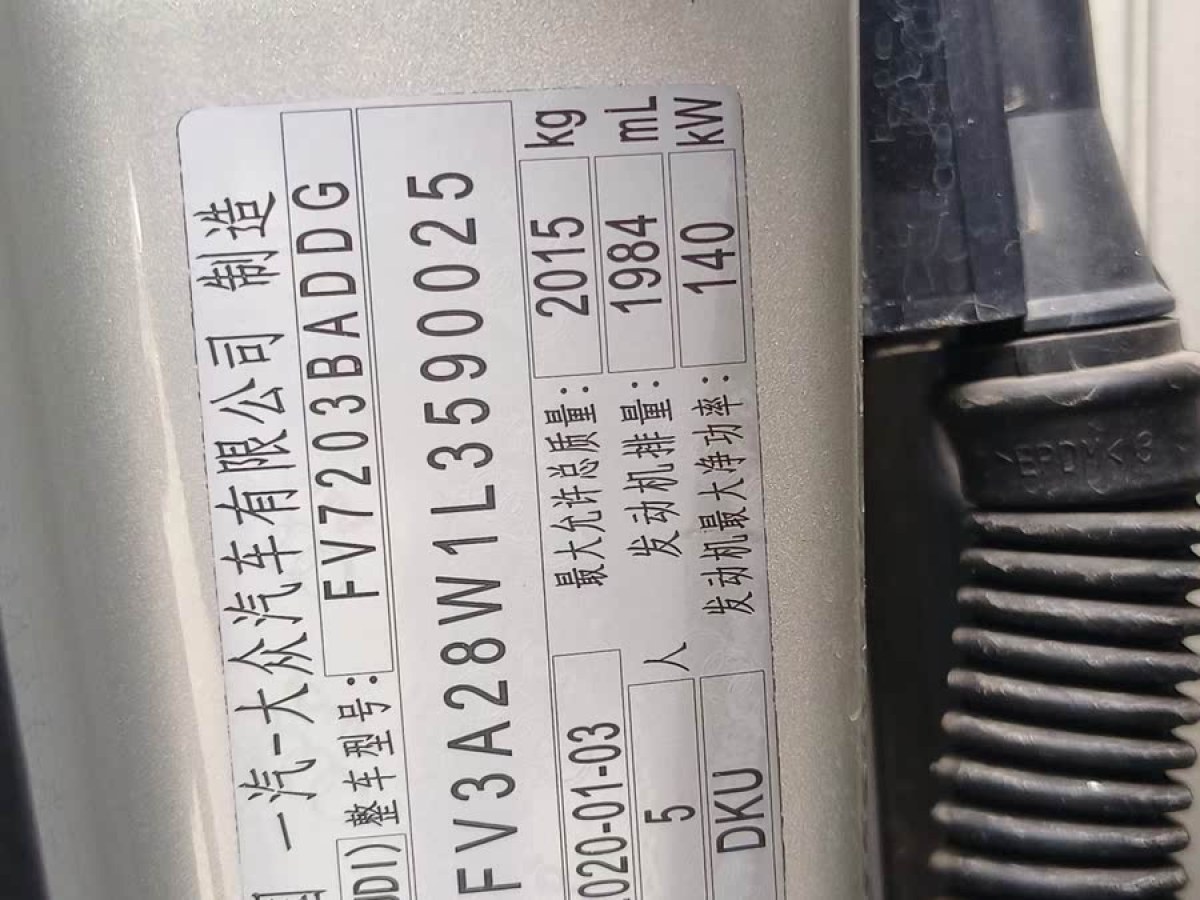 一汽-大众汽车有限公司 制造
UDI) 整车型号: FV7203BADDG
FV3A28W1L3590025
020-01-03 最大允许总质量: 2015 kg
5 人 发动机排量: 1984 mL
DKU 发动机最大净功率: 140 kW
>EPDM<